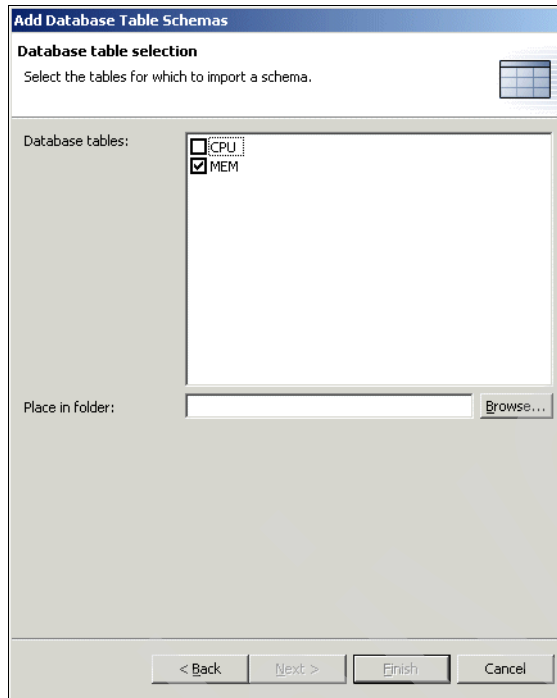 Add Database Table Schemas
Database table selection
Select the tables for which to import a schema.
Database tables:
CPU
MEM
Place in folder:
Browse...
< Back
Next >
Finish
Cancel